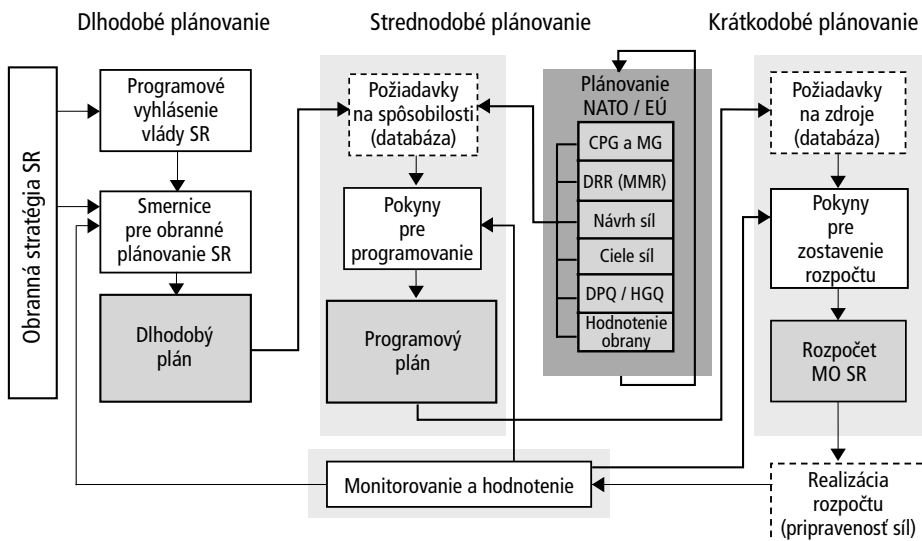 Dlhodobé plánovanie
Strednodobé plánovanie
Krátkodobé plánovanie
Obranná stratégia SR
Programové
vyhlásenie
vlády SR
Smernice
pre obranné
plánovanie SR
Dlhodobý
plán
Požiadavky
na spôsobilosti
(databáza)
Pokyny
pre
programovanie
Programový
plán
Plánovanie
NATO / EÚ
CPG a MG
DRR (MMR)
Návrh síl
Ciele síl
DPQ / HGQ
Hodnotenie
obrany
Požiadavky
na zdroje
(databáza)
Pokyny
pre
zostavenie
rozpočtu
Rozpočet
MO SR
Monitorovanie a hodnotenie
Realizácia
rozpočtu
(pripravenosť síl)